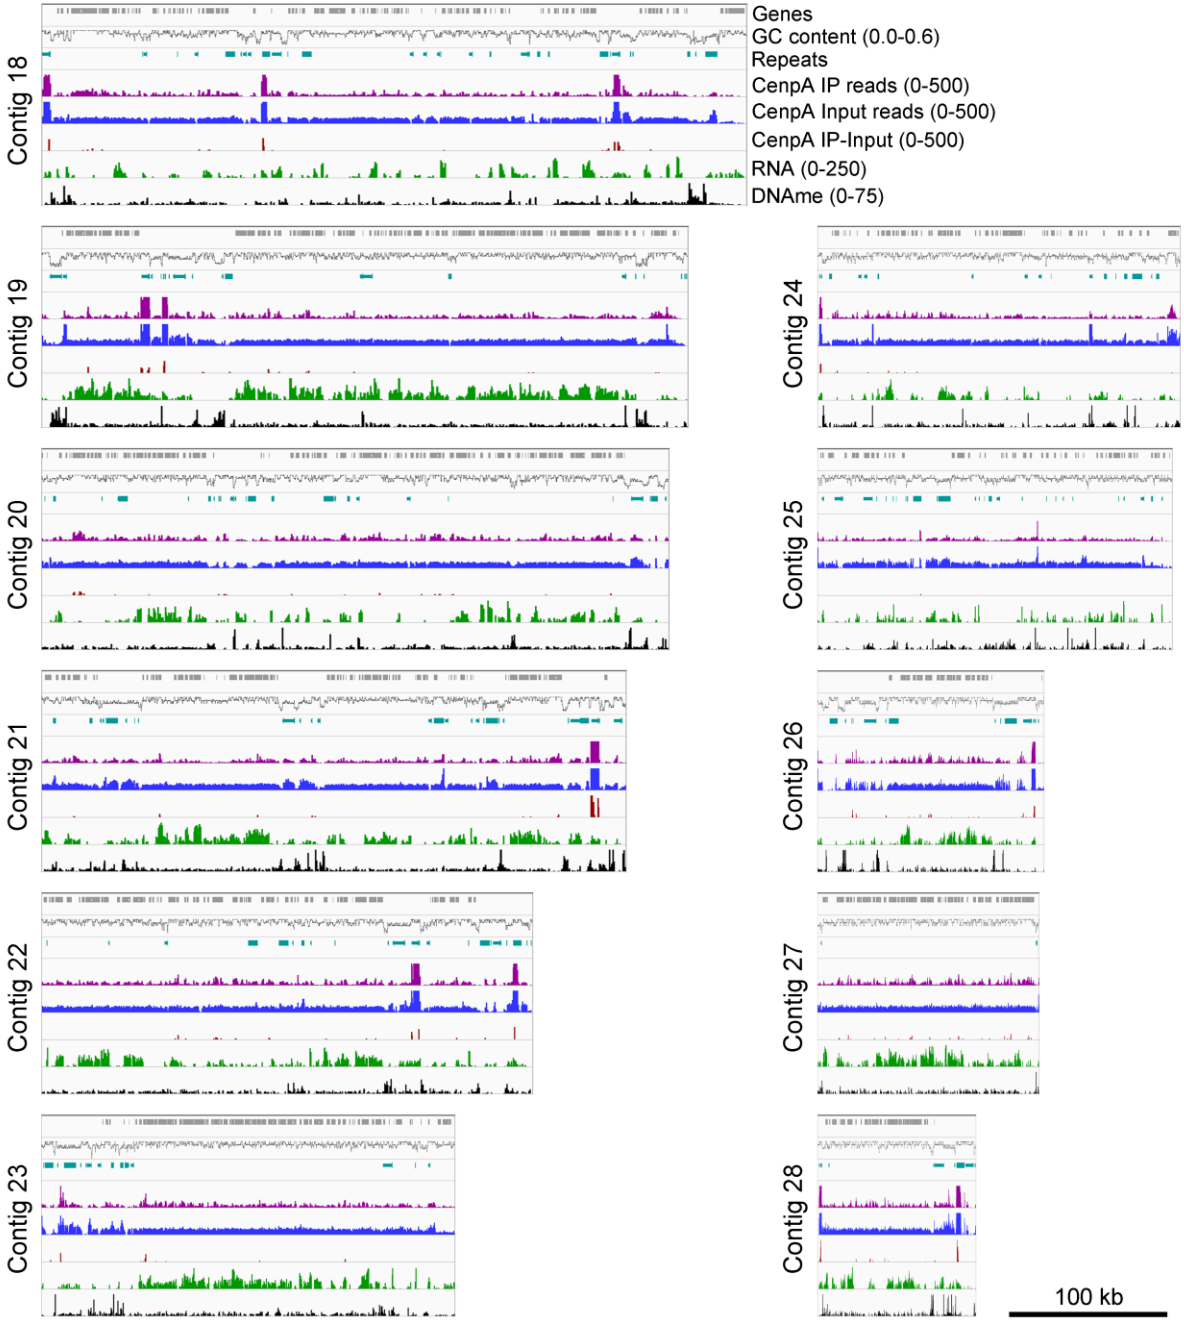 Genes
GC content (0.0-0.6)
Repeats
CenpA IP reads (0-500)
CenpA Input reads (0-500)
CenpA IP-Input (0-500)
RNA (0-250)
DNAme (0-75)
Contig 18
Contig 19
Contig 24
Contig 20
Contig 25
Contig 21
Contig 26
Contig 22
Contig 27
Contig 23
Contig 28
100 kb